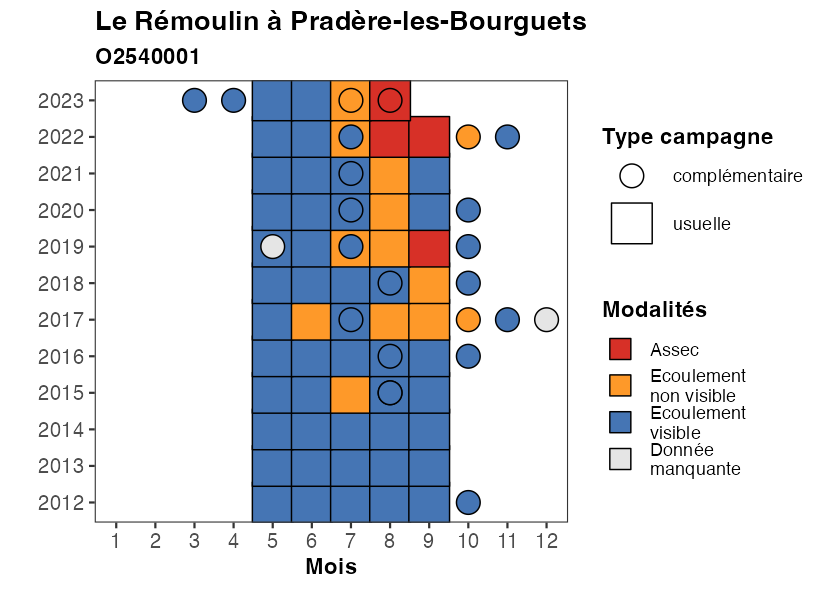 Le Rémoulin à Pradère-les-Bourguets
O2540001
2023
2022
2021
2020
2019
2018
2017
2016
2015
2014
2013
2012
1 2 3 4 5 6 7 8 9 10 11 12
Mois
Type campagne
complémentaire
usuelle
Modalités
Assec
Ecoulement
non visible
Ecoulement
visible
Donnée
manquante